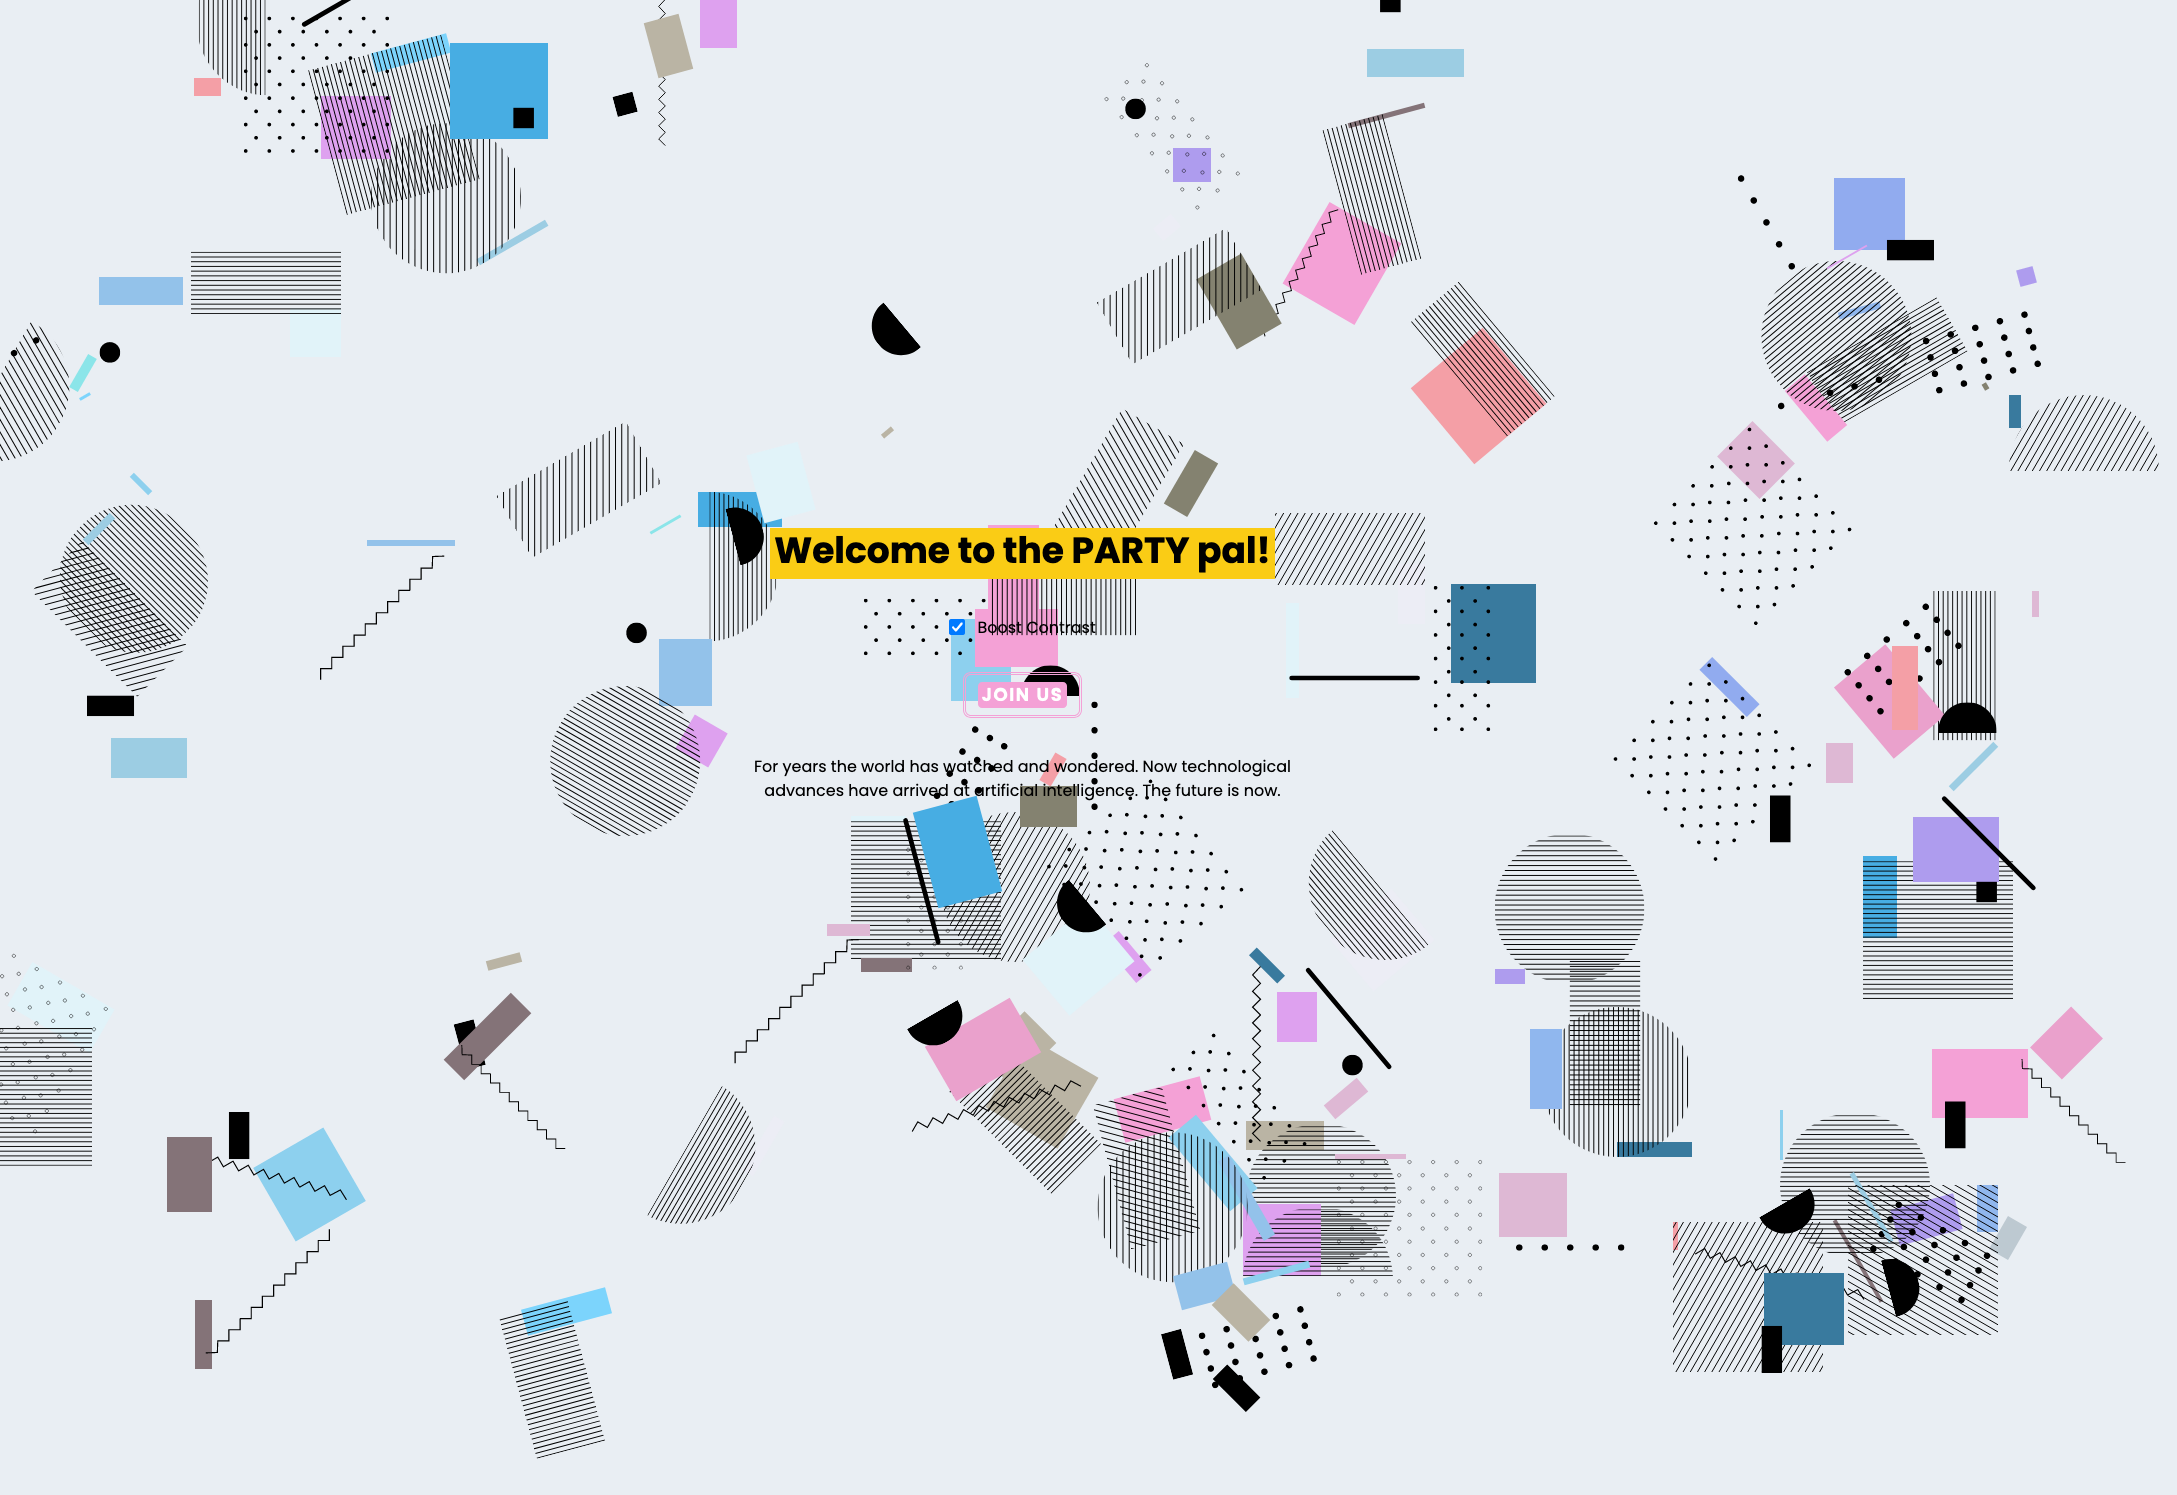 Welcome to the PARTY pal!
Boost Contrast
JOIN US
For years the world has watched and wondered. Now technological
advances have arrived at artificial intelligence. The future is now.